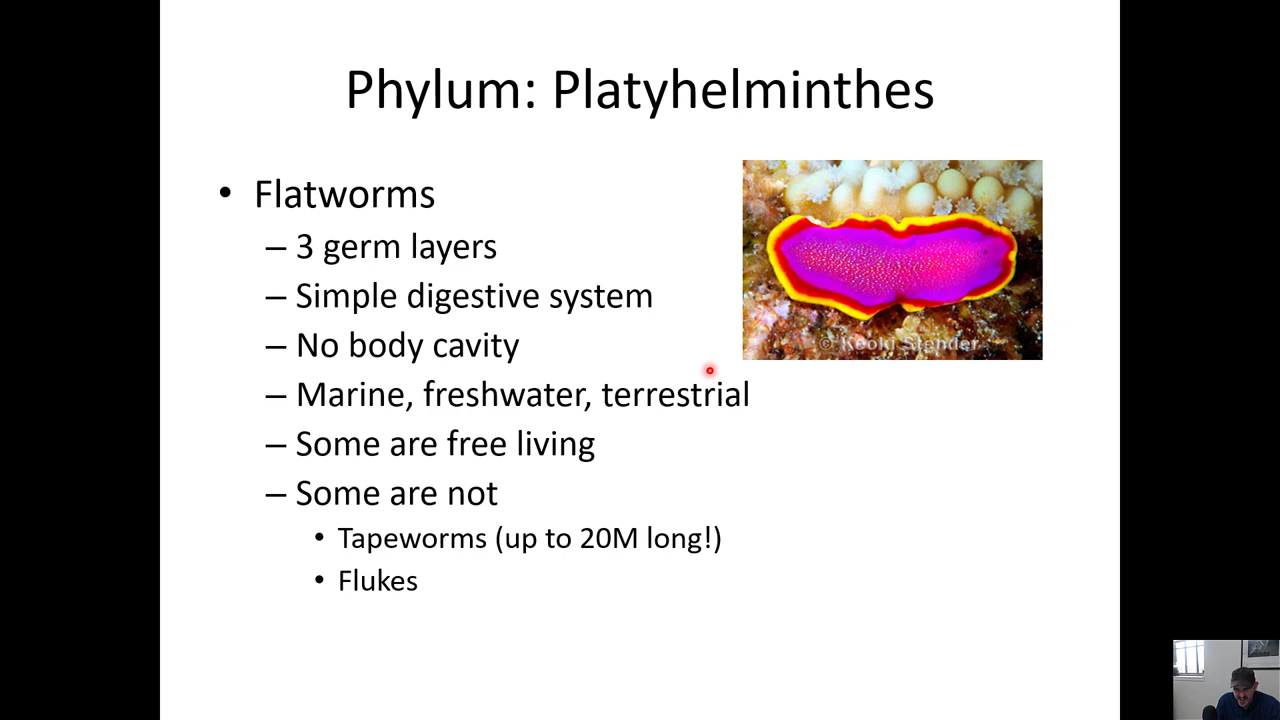 Phylum: Platyhelminthes
• Flatworms
– 3 germ layers
– Simple digestive system
– No body cavity
– Marine, freshwater, terrestrial
– Some are free living
– Some are not
• Tapeworms (up to 20M long!)
• Flukes
© Keoki Stender